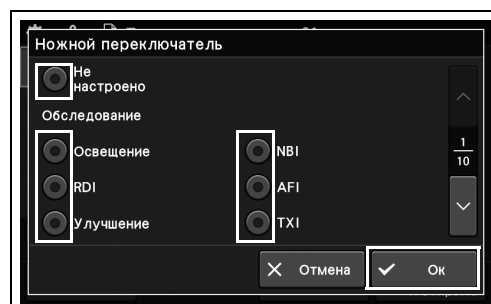 Ножной переключатель
Не
настроено
Обследование
Освещение
NBI
RDI
AFI
Улучшение
TXI
1
10
Отмена
Ок